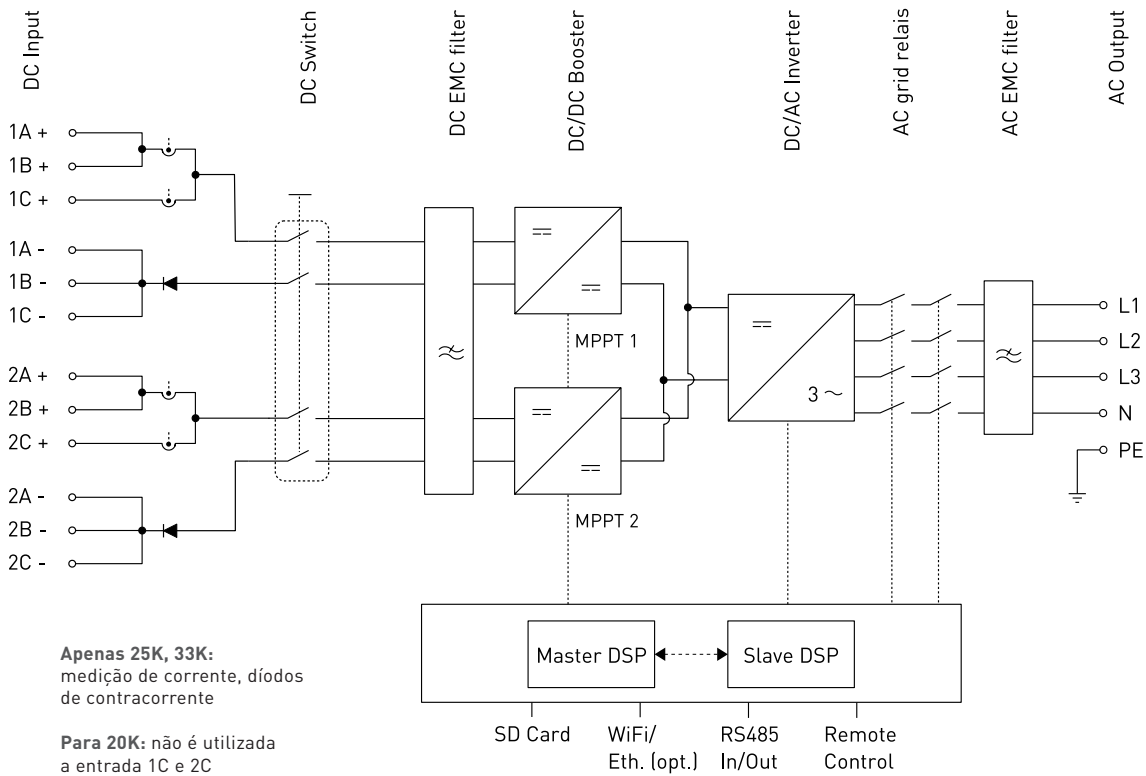 DC Input
DC Switch
DC EMC filter
DC/DC Booster
DC/AC Inverter
AC grid relais
AC EMC filter
AC Output
1A +
1B +
1C +
1A -
1B -
1C -
2A +
2B +
2C +
2A -
2B -
2C -
MPPT 1
MPPT 2
3 ~
L1
L2
L3
N
PE
Master DSP
Slave DSP
SD Card
WiFi/
Eth. (opt.)
RS485
In/Out
Remote
Control
Apenas 25K, 33K:
medição de corrente, díodos
de contracorrente
Para 20K: não é utilizada
a entrada 1C e 2C